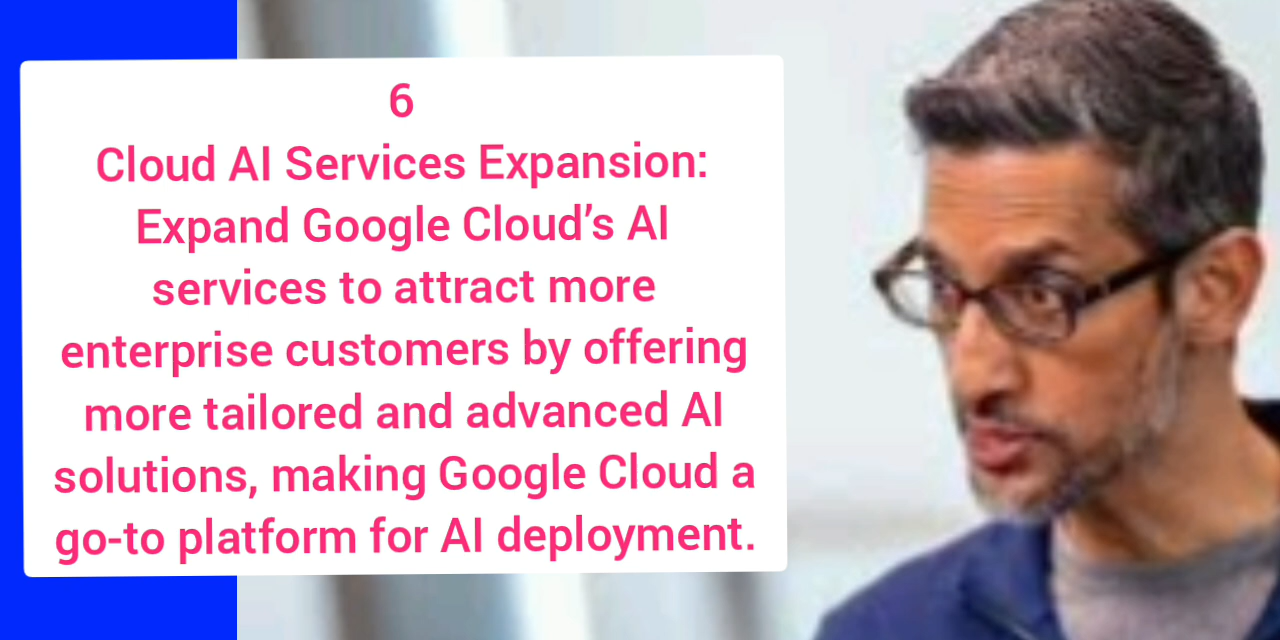 6
Cloud AI Services Expansion:
Expand Google Cloud’s AI
services to attract more
enterprise customers by offering
more tailored and advanced AI
solutions, making Google Cloud a
go-to platform for AI deployment.